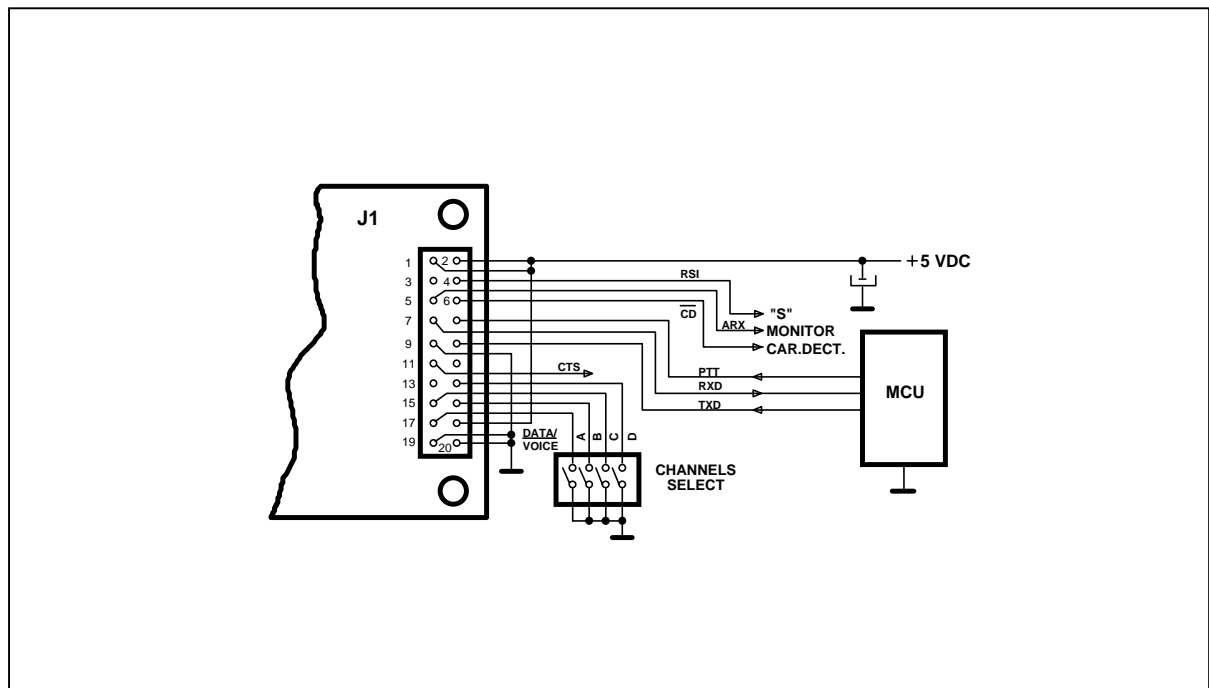 J1
1 2
3 4
5 6
7
9
11
13
15
17
19 20
+5 VDC
RSI
CD
ARX
"S"
MONITOR
CAR.DECT.
CTS
PTT
RXD
TXD
MCU
DATA/
VOICE
A B C D
CHANNELS
SELECT